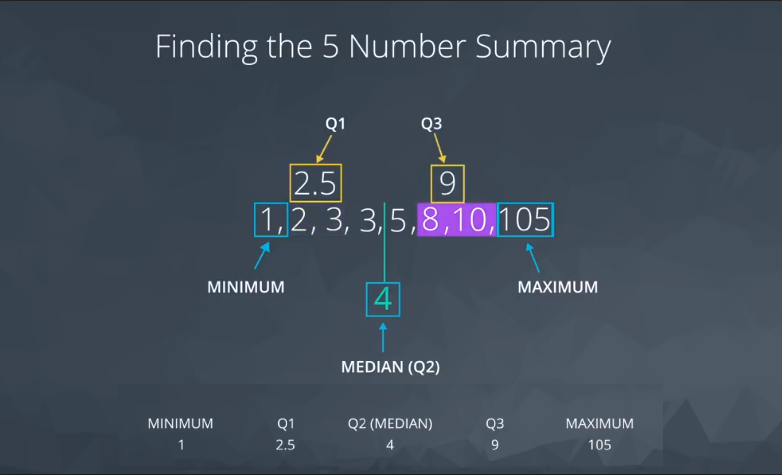 Finding the 5 Number Summary
Q1 Q3
2.5 9
1, 2, 3, 3, 5, 8 ,10, 105
MINIMUM MAXIMUM
4
MEDIAN (Q2)
MINIMUM Q1 Q2 (MEDIAN) Q3 MAXIMUM
1 2.5 4 9 105